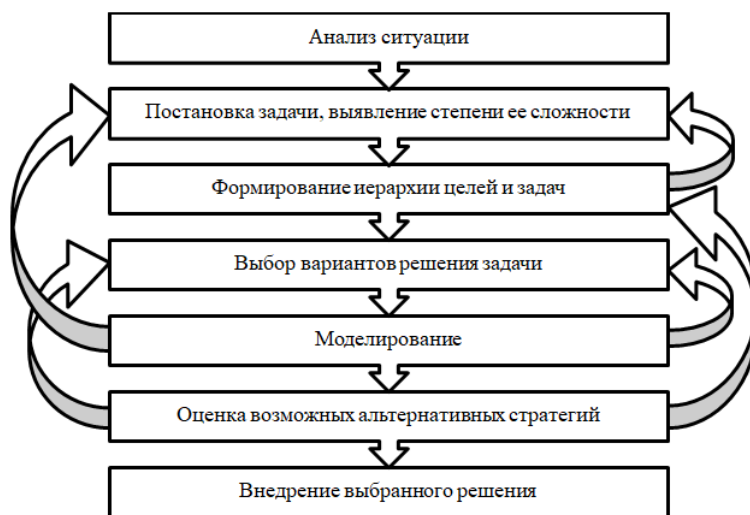 Анализ ситуации
Постановка задачи, выявление степени ее сложности
Формирование иерархии целей и задач
Выбор вариантов решения задачи
Моделирование
Оценка возможных альтернативных стратегий
Внедрение выбранного решения